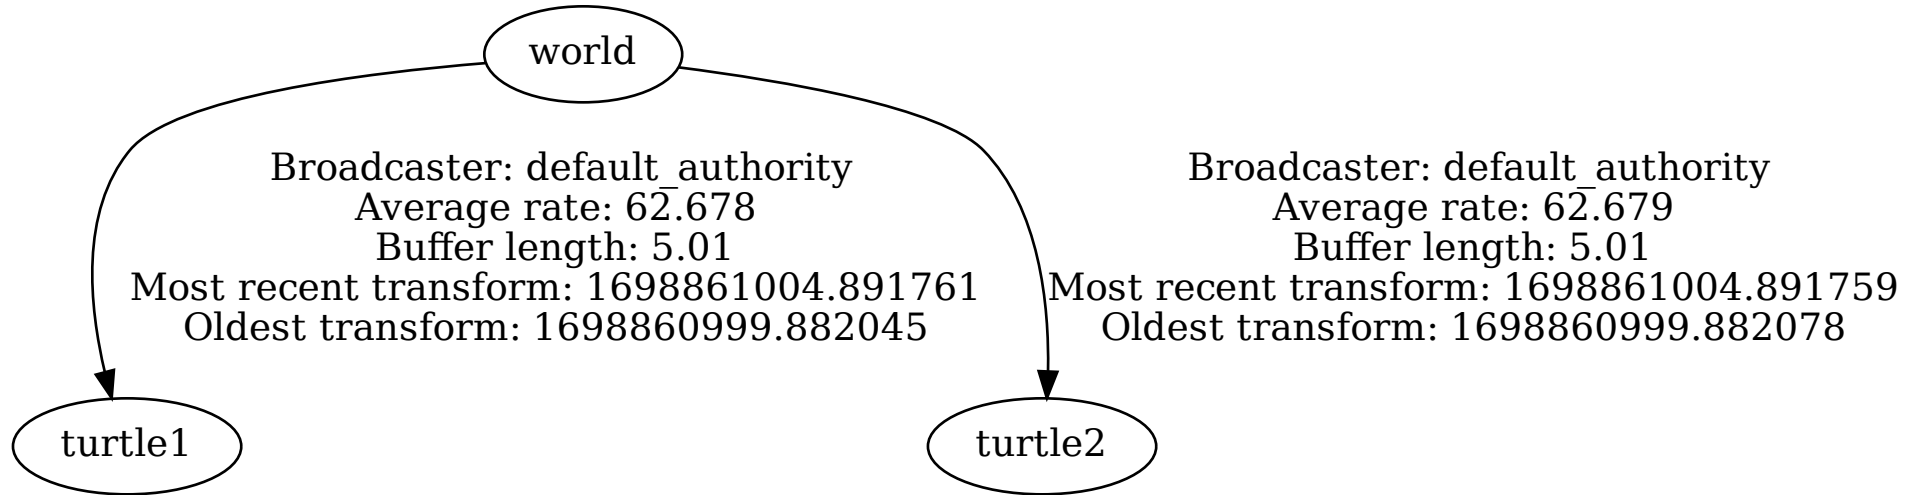 world
Broadcaster: default_authority
Average rate: 62.678
Buffer length: 5.01
Most recent transform: 1698861004.891761
Oldest transform: 1698860999.882045
Broadcaster: default_authority
Average rate: 62.679
Buffer length: 5.01
Most recent transform: 1698861004.891759
Oldest transform: 1698860999.882078
turtle1
turtle2